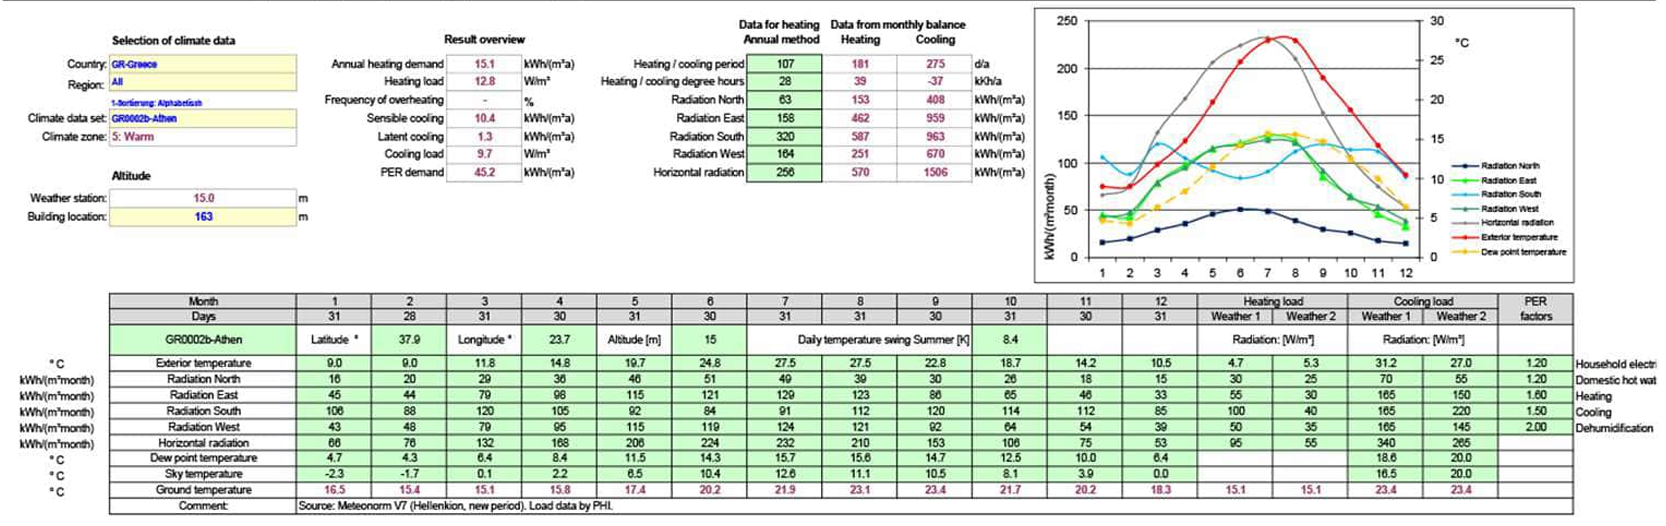 Selection of climate data
Country: GR-Greece
Region: All
1-Sortierung: Alphabetisch
Climate data set: GR0002b-Athen
Climate zone: 5: Warm
Altitude
Weather station: 15.0 m
Building location: 163 m
Result overview
Annual heating demand 15.1 kWh/(m²a)
Heating load 12.8 W/m²
Frequency of overheating - %
Sensible cooling 10.4 kWh/(m²a)
Latent cooling 1.3 kWh/(m²a)
Cooling load 9.7 W/m²
PER demand 45.2 kWh/(m²a)
Data for heating Data from monthly balance
Annual method Heating Cooling
Heating / cooling period 107 181 275 d/a
Heating / cooling degree hours 28 39 -37 kKh/a
Radiation North 63 153 408 kWh/(m²a)
Radiation East 158 462 959 kWh/(m²a)
Radiation South 320 587 963 kWh/(m²a)
Radiation West 164 251 670 kWh/(m²a)
Horizontal radiation 256 570 1506 kWh/(m²a)
kWh/(m²month)
250
200
150
100
50
0
30
25
20
15
10
5
0
°C
1 2 3 4 5 6 7 8 9 10 11 12
Radiation North
Radiation East
Radiation South
Radiation West
Horizontal radiation
Exterior temperature
Dew point temperature
Month 1 2 3 4 5 6 7 8 9 10 11 12 Heating load Cooling load PER
Days 31 28 31 30 31 30 31 31 30 31 30 31 Weather 1 Weather 2 Weather 1 Weather 2 factors
GR0002b-Athen Latitude ° 37.9 Longitude ° 23.7 Altitude [m] 15 Daily temperature swing Summer [K] 8.4 Radiation: [W/m²] Radiation: [W/m²]
°C Exterior temperature 9.0 9.0 11.8 14.8 19.7 24.8 27.5 27.5 22.8 18.7 14.2 10.5 4.7 5.3 31.2 27.0 1.20 Household electri
kWh/(m²month) Radiation North 16 20 29 36 46 51 49 39 30 26 18 15 30 25 70 55 1.20 Domestic hot wat
kWh/(m²month) Radiation East 45 44 79 98 115 121 129 123 86 65 46 33 55 30 165 150 1.60 Heating
kWh/(m²month) Radiation South 106 88 120 105 92 84 91 112 120 114 112 85 100 40 165 220 1.50 Cooling
kWh/(m²month) Radiation West 43 48 79 95 115 119 124 121 92 64 54 39 50 35 165 145 2.00 Dehumidification
kWh/(m²month) Horizontal radiation 66 76 132 168 206 224 232 210 153 106 75 53 95 55 340 265
°C Dew point temperature 4.7 4.3 6.4 8.4 11.5 14.3 15.7 15.6 14.7 12.5 10.0 6.4 18.6 20.0
°C Sky temperature -2.3 -1.7 0.1 2.2 6.5 10.4 12.6 11.1 10.5 8.1 3.9 0.0 16.5 20.0
°C Ground temperature 16.5 15.4 15.1 15.8 17.4 20.2 21.9 23.1 23.4 21.7 20.2 18.3 15.1 15.1 23.4 23.4
Comment: Source: Meteonorm V7 (Hellenkion, new period). Load data by PHI.